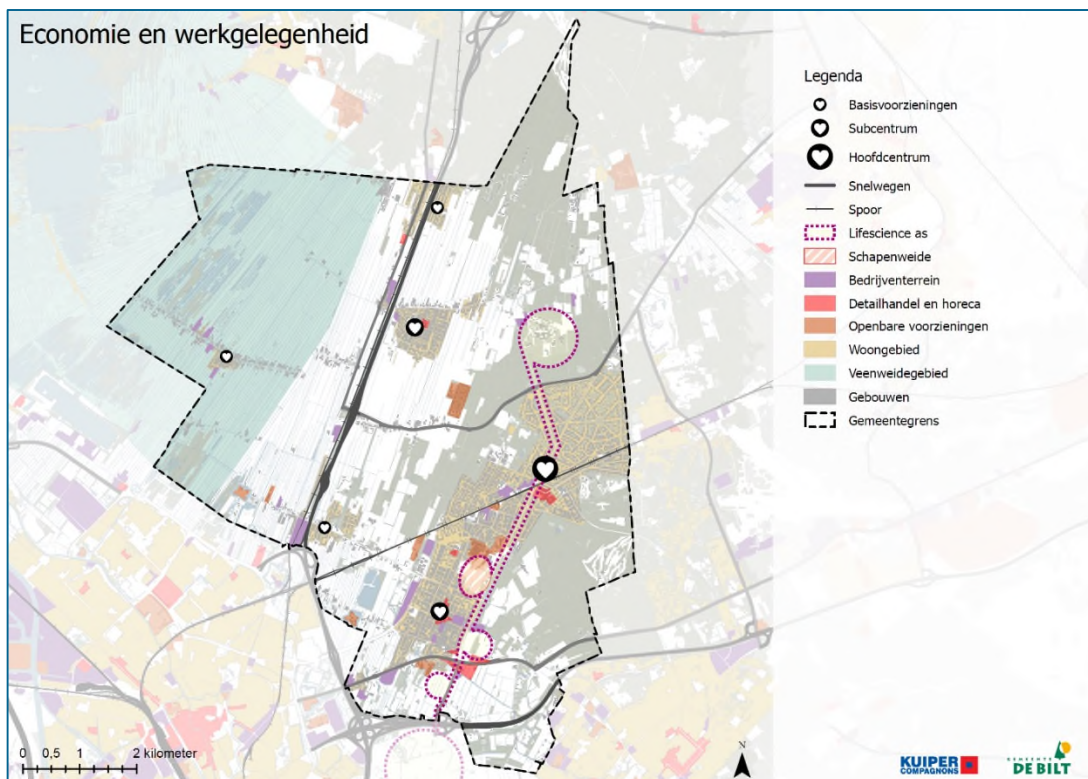 Economie en werkgelegenheid
Legenda
Basisvoorzieningen
Subcentrum
Hoofdcentrum
Snelwegen
Spoor
Lifescience as
Schapenweide
Bedrijventerrein
Detailhandel en horeca
Openbare voorzieningen
Woongebied
Veenweidegebied
Gebouwen
Gemeentegrens
0 0,5 1 2 kilometer
N
KUIPER
COMPAGNONS
GEMEENTE
DE BILT